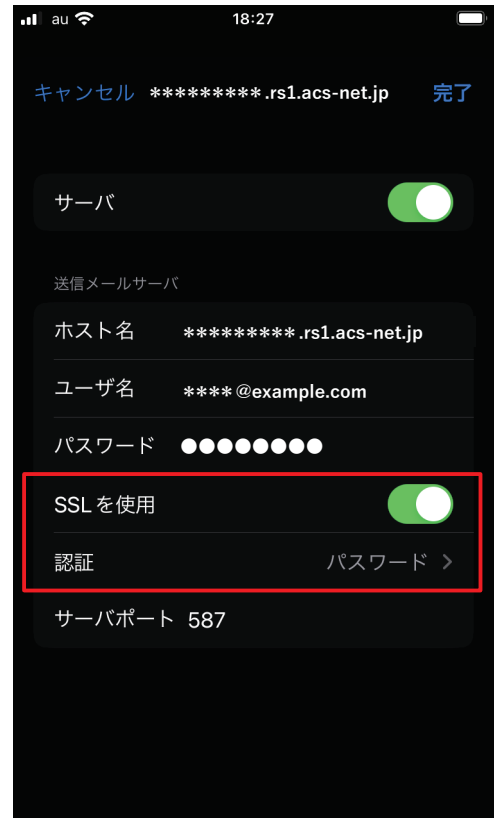 au 18:27
キャンセル *********.rs1.acs-net.jp 完了
サーバ
送信メールサーバ
ホスト名 *********.rs1.acs-net.jp
ユーザ名 ****@example.com
パスワード ●●●●●●●●
SSLを使用
認証 パスワード
サーバポート 587